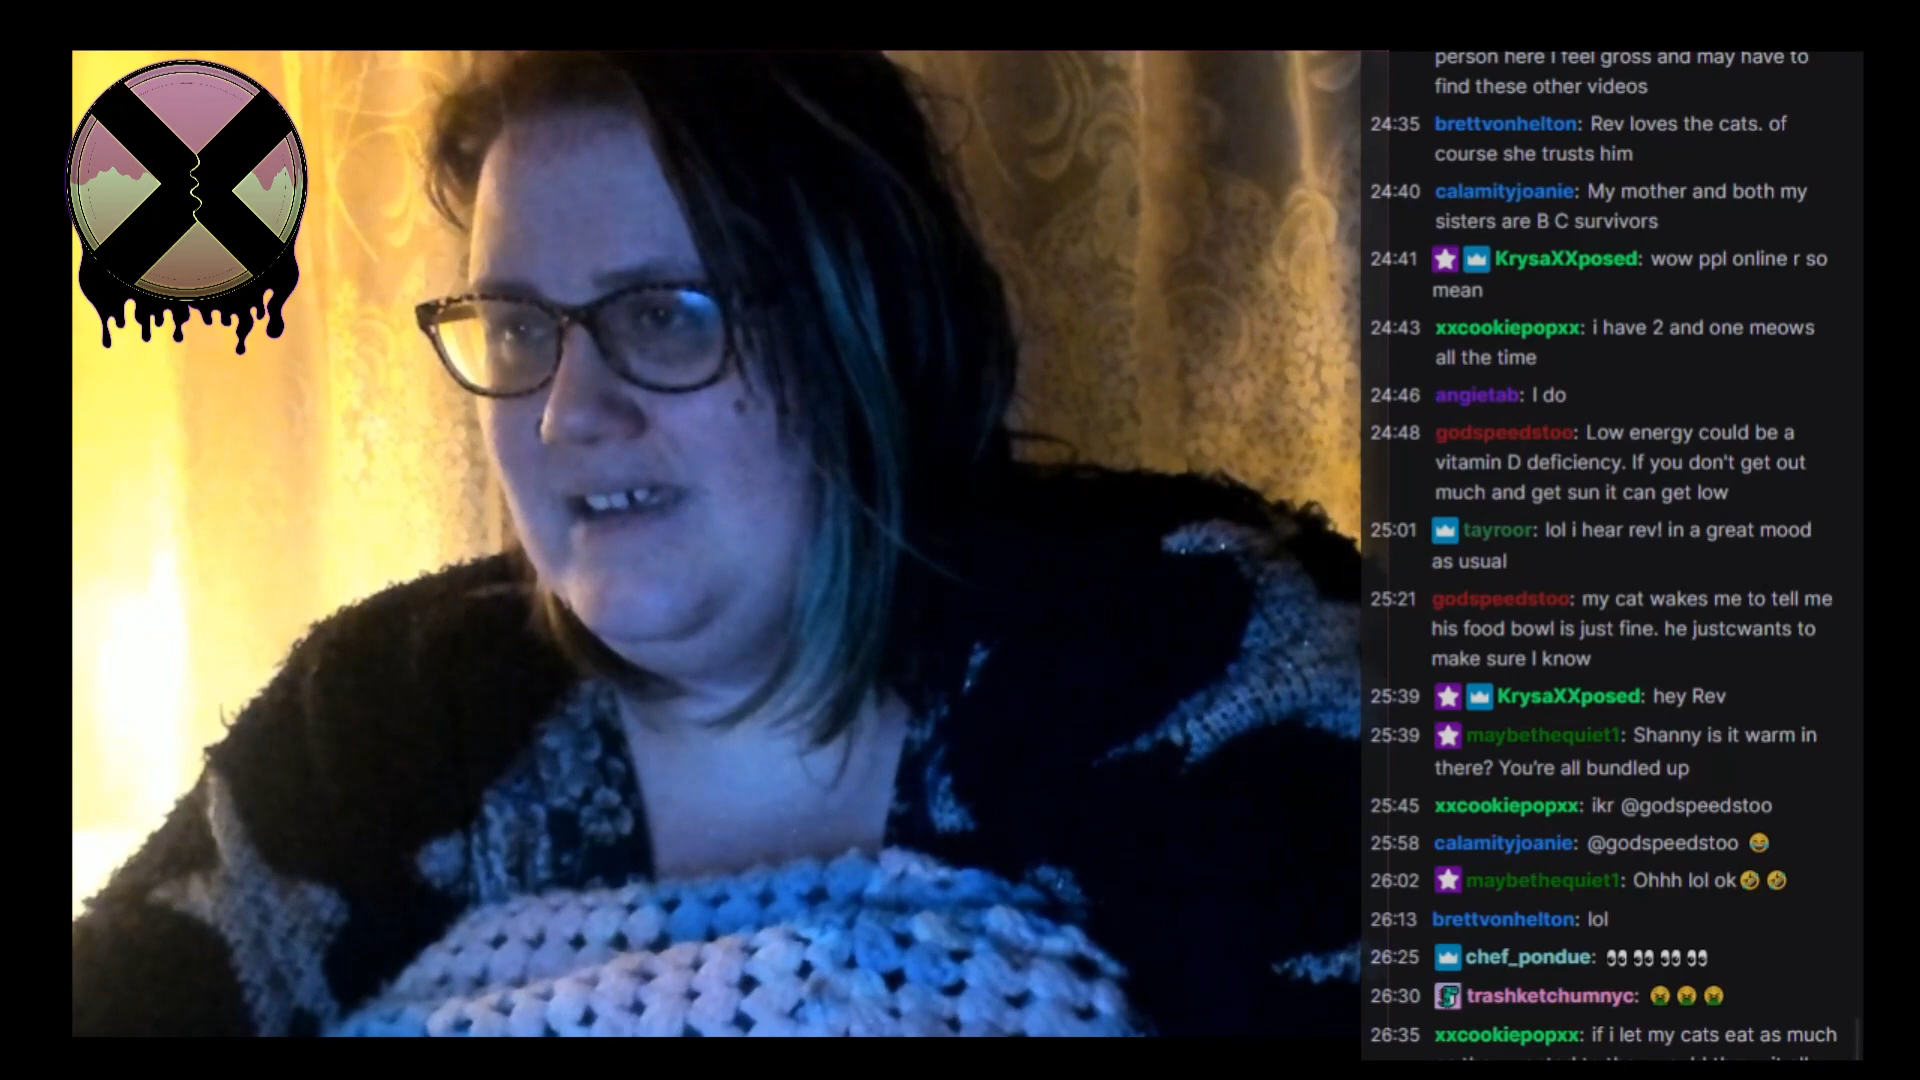 person here I feel gross and may have to
find these other videos
24:35 brettvonhelton: Rev loves the cats. of
course she trusts him
24:40 calamityjoanie: My mother and both my
sisters are B C survivors
24:41 KrysaXXposed: wow ppl online r so
mean
24:43 xxcookiepopxx: i have 2 and one meows
all the time
24:46 angietab: I do
24:48 godspeedstoo: Low energy could be a
vitamin D deficiency. If you don't get out
much and get sun it can get low
25:01 tayroor: lol i hear rev! in a great mood
as usual
25:21 godspeedstoo: my cat wakes me to tell me
his food bowl is just fine. he justcwants to
make sure I know
25:39 KrysaXXposed: hey Rev
25:39 maybethequiet1: Shanny is it warm in
there? You're all bundled up
25:45 xxcookiepopxx: ikr @godspeedstoo
25:58 calamityjoanie: @godspeedstoo 😂
26:02 maybethequiet1: Ohhh lol ok🤣 🤣
26:13 brettvonhelton: lol
26:25 chef_pondue: 👀 👀 👀 👀
26:30 trashketchumnyc: 🤮 🤮 🤮
26:35 xxcookiepopxx: if i let my cats eat as much